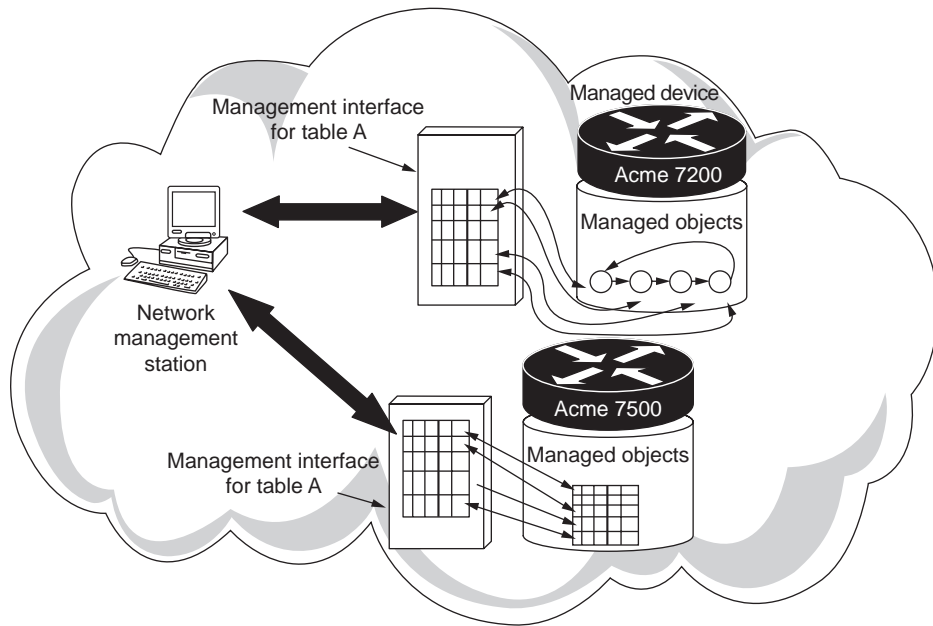 Management interface
for table A
Managed device
Acme 7200
Managed objects
Network
management
station
Acme 7500
Managed objects
Management interface
for table A